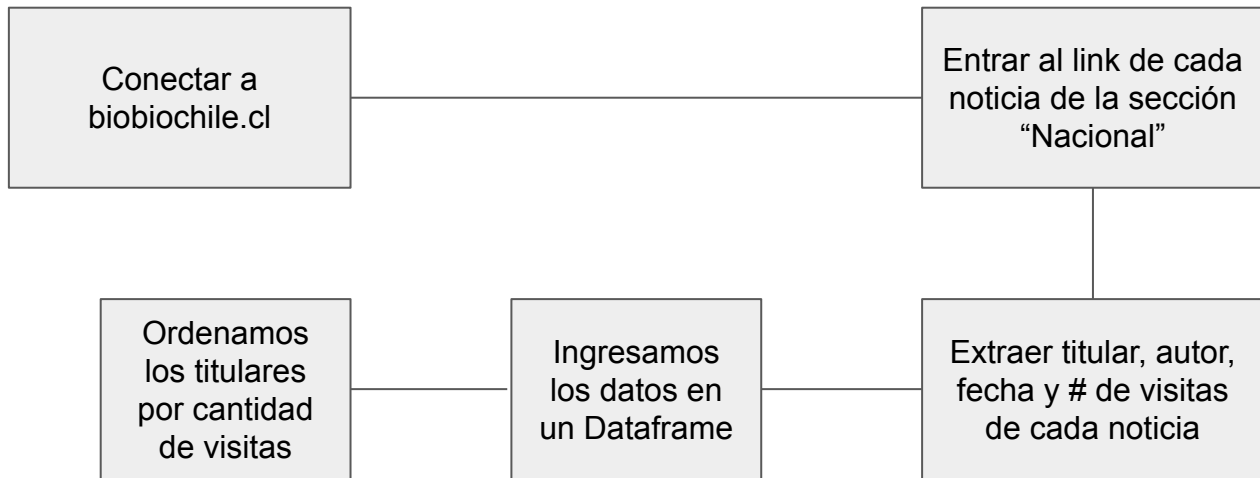 Conectar a
biobiochile.cl
Entrar al link de cada
noticia de la sección
“Nacional”
Extraer titular, autor,
fecha y # de visitas
de cada noticia
Ingresamos
los datos en
un Dataframe
Ordenamos
los titulares
por cantidad
de visitas